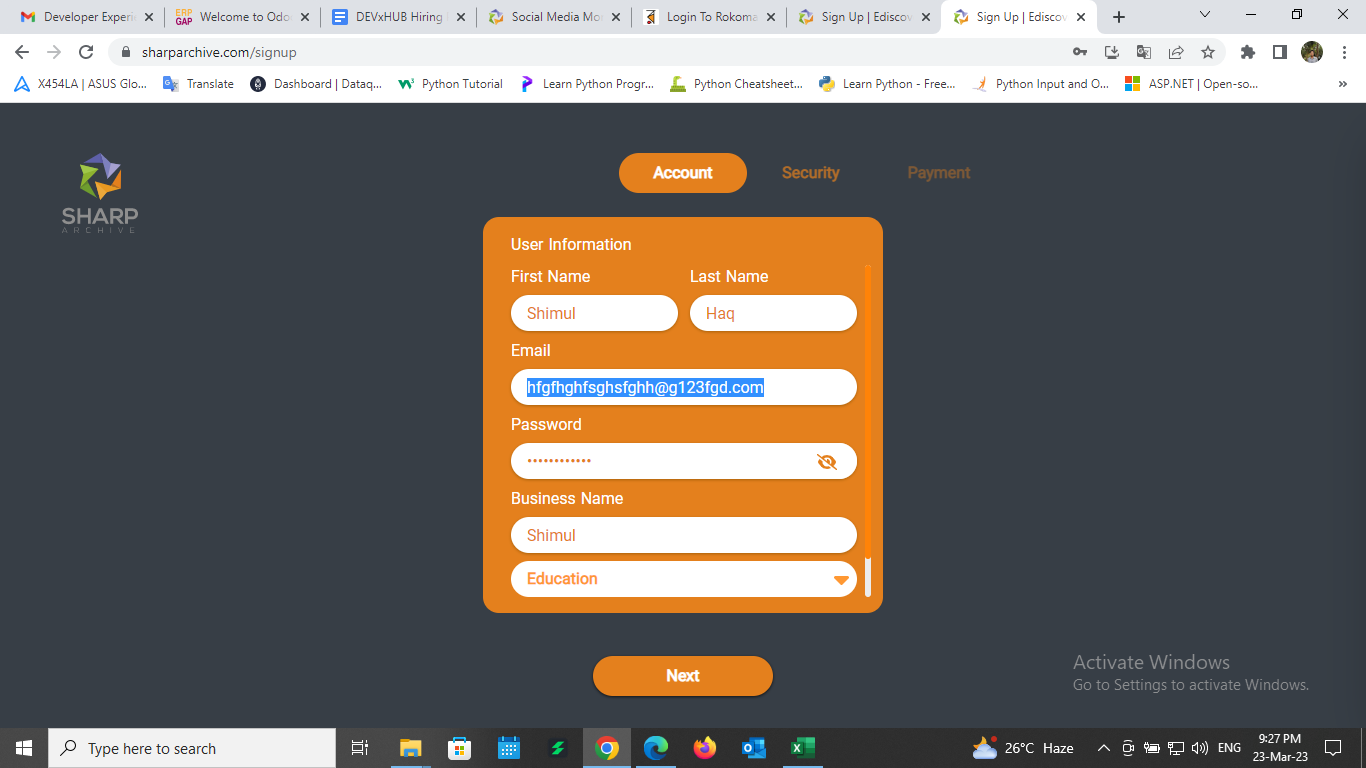 Developer Experi
Welcome to Odo
DEVxHUB Hiring
Social Media Mo
Login To Rokoma
Sign Up | Ediscov
Sign Up | Ediscov
sharparchive.com/signup
X454LA | ASUS Glo...
Translate
Dashboard | Dataq...
Python Tutorial
Learn Python Progr...
Python Cheatsheet...
Learn Python - Free...
Python Input and O...
ASP.NET | Open-so...
SHARP
ARCHIVE
Account
Security
Payment
User Information
First Name
Last Name
Shimul
Haq
Email
hfgfhghfsghsfghh@g123fgd.com
Password
Business Name
Shimul
Education
Next
Activate Windows
Go to Settings to activate Windows.
Type here to search
26°C Haze
ENG
9:27 PM
23-Mar-23